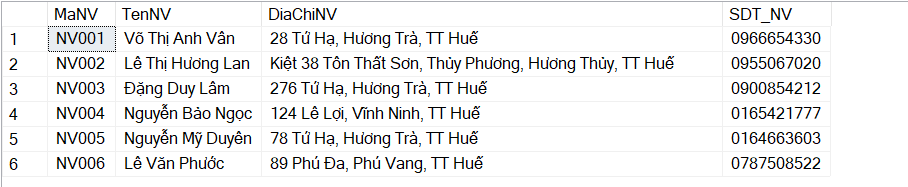 MaNV TenNV DiaChiNV SDT_NV
1 NV001 Võ Thị Anh Vân 28 Tứ Hạ, Hương Trà, TT Huế 0966654330
2 NV002 Lê Thị Hương Lan Kiệt 38 Tôn Thất Sơn, Thủy Phương, Hương Thủy, TT Huế 0955067020
3 NV003 Đặng Duy Lâm 276 Tứ Hạ, Hương Trà, TT Huế 0900854212
4 NV004 Nguyễn Bảo Ngọc 124 Lê Lợi, Vĩnh Ninh, TT Huế 0165421777
5 NV005 Nguyễn Mỹ Duyên 78 Tứ Hạ, Hương Trà, TT Huế 0164663603
6 NV006 Lê Văn Phước 89 Phú Đa, Phú Vang, TT Huế 0787508522